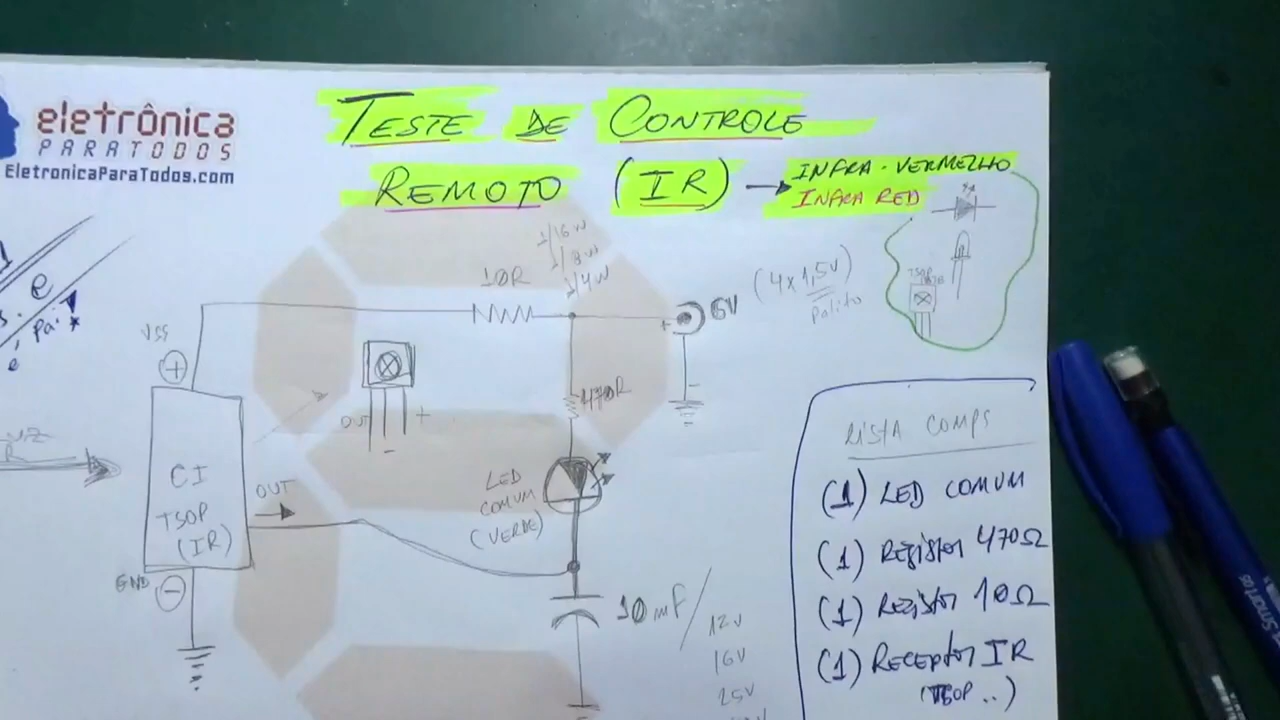 eletrônica
PARATODOS
EletronicaParaTodos.com
TESTE DE CONTROLE
REMOTO (IR)
INFRA-VERMELHO
INFRA RED
1/16W
1/8W
1/4W
10R
6V
(4x1,5V)
Palito
TSOP
VSS
+
OUT
+
-
470R
LED
COMUM
(VERDE)
CI
TSOP
(IR)
OUT
GND
-
10mF/
12V
16V
25V
LISTA COMPS
(1) LED COMUM
(1) RESISTOR 470Ω
(1) RESISTOR 10Ω
(1) RECEPTOR IR
(TSOP..)